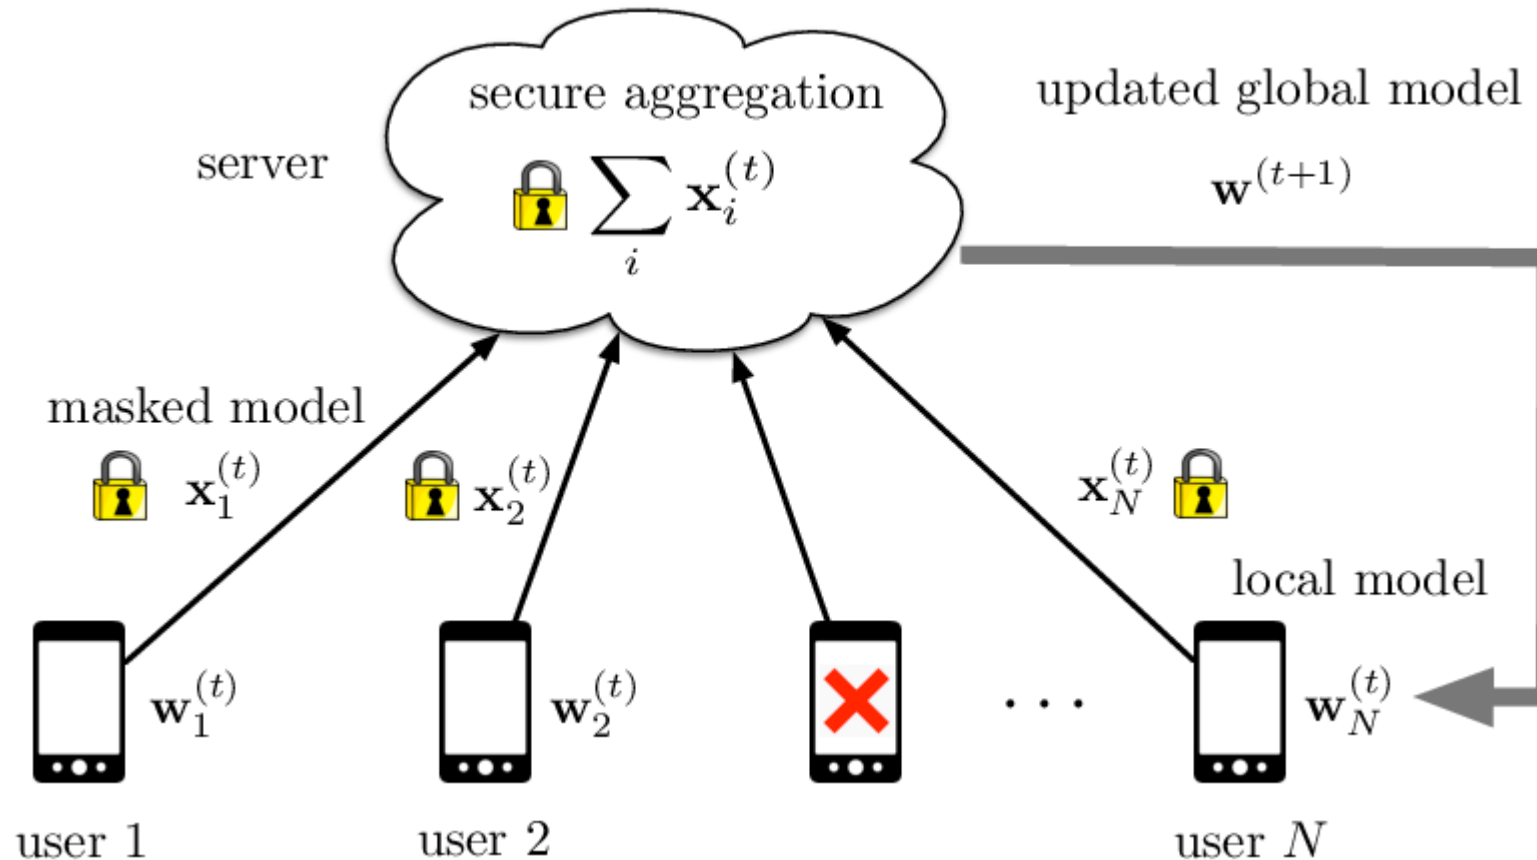 secure aggregation
updated global model
server
∑_i x_i^(t)
w^(t+1)
masked model
x_1^(t)
x_2^(t)
x_N^(t)
local model
w_1^(t)
w_2^(t)
· · ·
w_N^(t)
user 1
user 2
user N